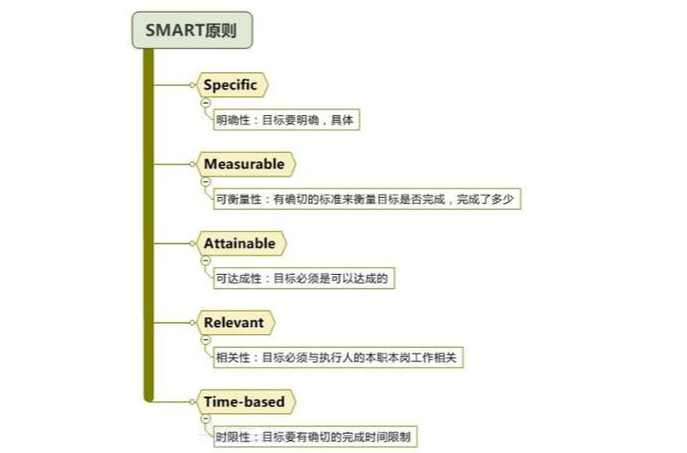 SMART原则
Specific
明确性：目标要明确，具体
Measurable
可衡量性：有确切的标准来衡量目标是否完成，完成了多少
Attainable
可达成性：目标必须是可以达成的
Relevant
相关性：目标必须与执行人的本职本岗工作相关
Time-based
时限性：目标要有确切的完成时间限制